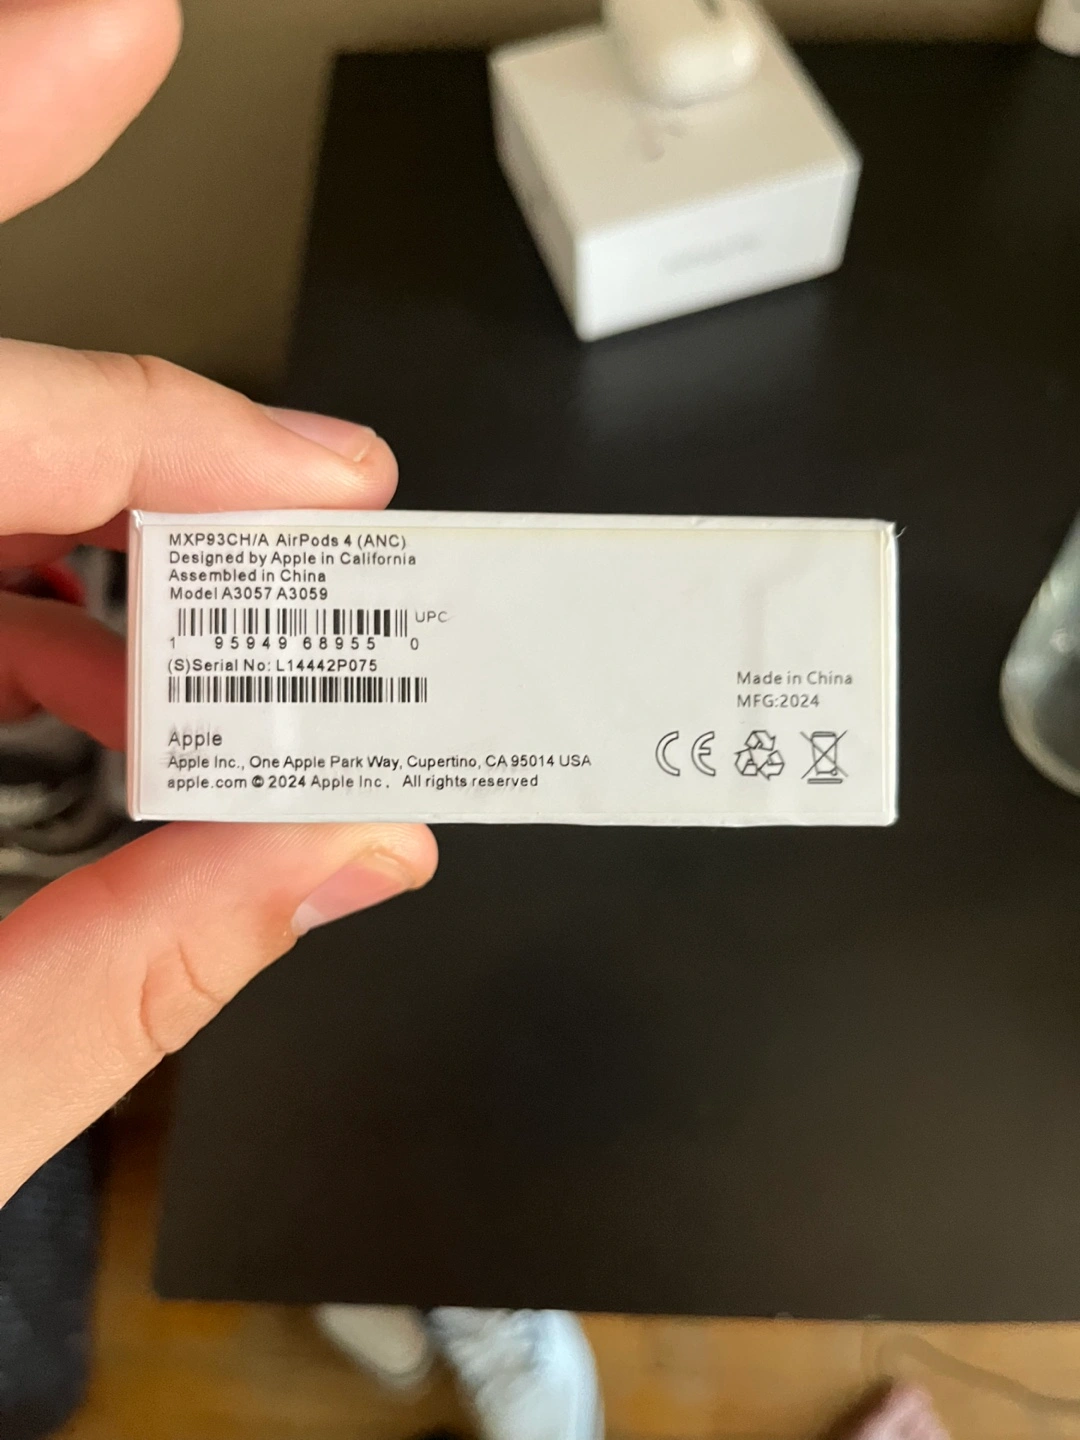 MXP93CH/A AirPods 4 (ANC)
Designed by Apple in California
Assembled in China
Model A3057 A3059
UPC
1 95949 68955 0
(S)Serial No: L14442P075
Made in China
MFG:2024
Apple
Apple Inc., One Apple Park Way, Cupertino, CA 95014 USA
apple.com © 2024 Apple Inc. All rights reserved